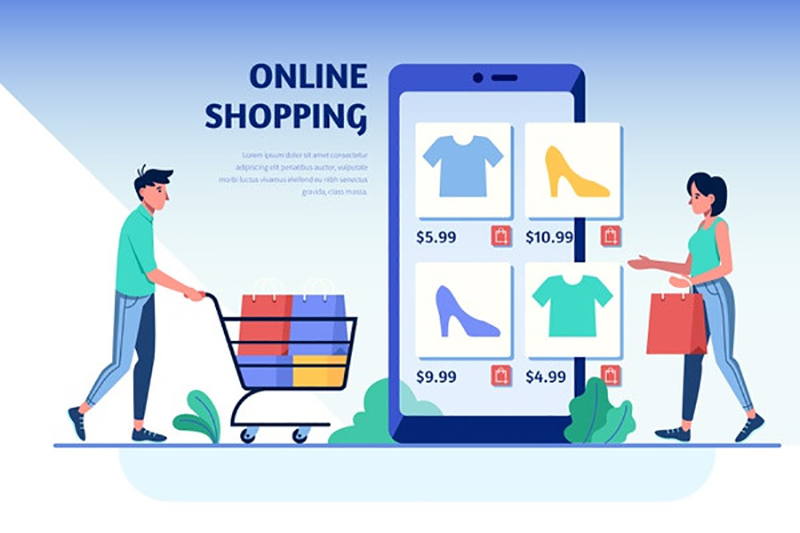 ONLINE
SHOPPING
Lorem ipsum dolor sit amet consectetur
adipiscing elit penatibus auctor, vulputate
morbi luctus vivamus eleifend eu nibh senectus
gravida, class massa.
$5.99
$10.99
$9.99
$4.99